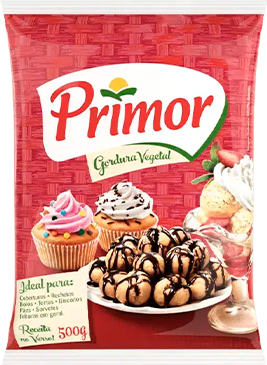 Primor
Gordura Vegetal
Ideal para:
Coberturas • Recheios
Bolos • Tortas • Biscoitos
Pães • Sorvetes
frituras em geral.
Receita
no Verso!
500g